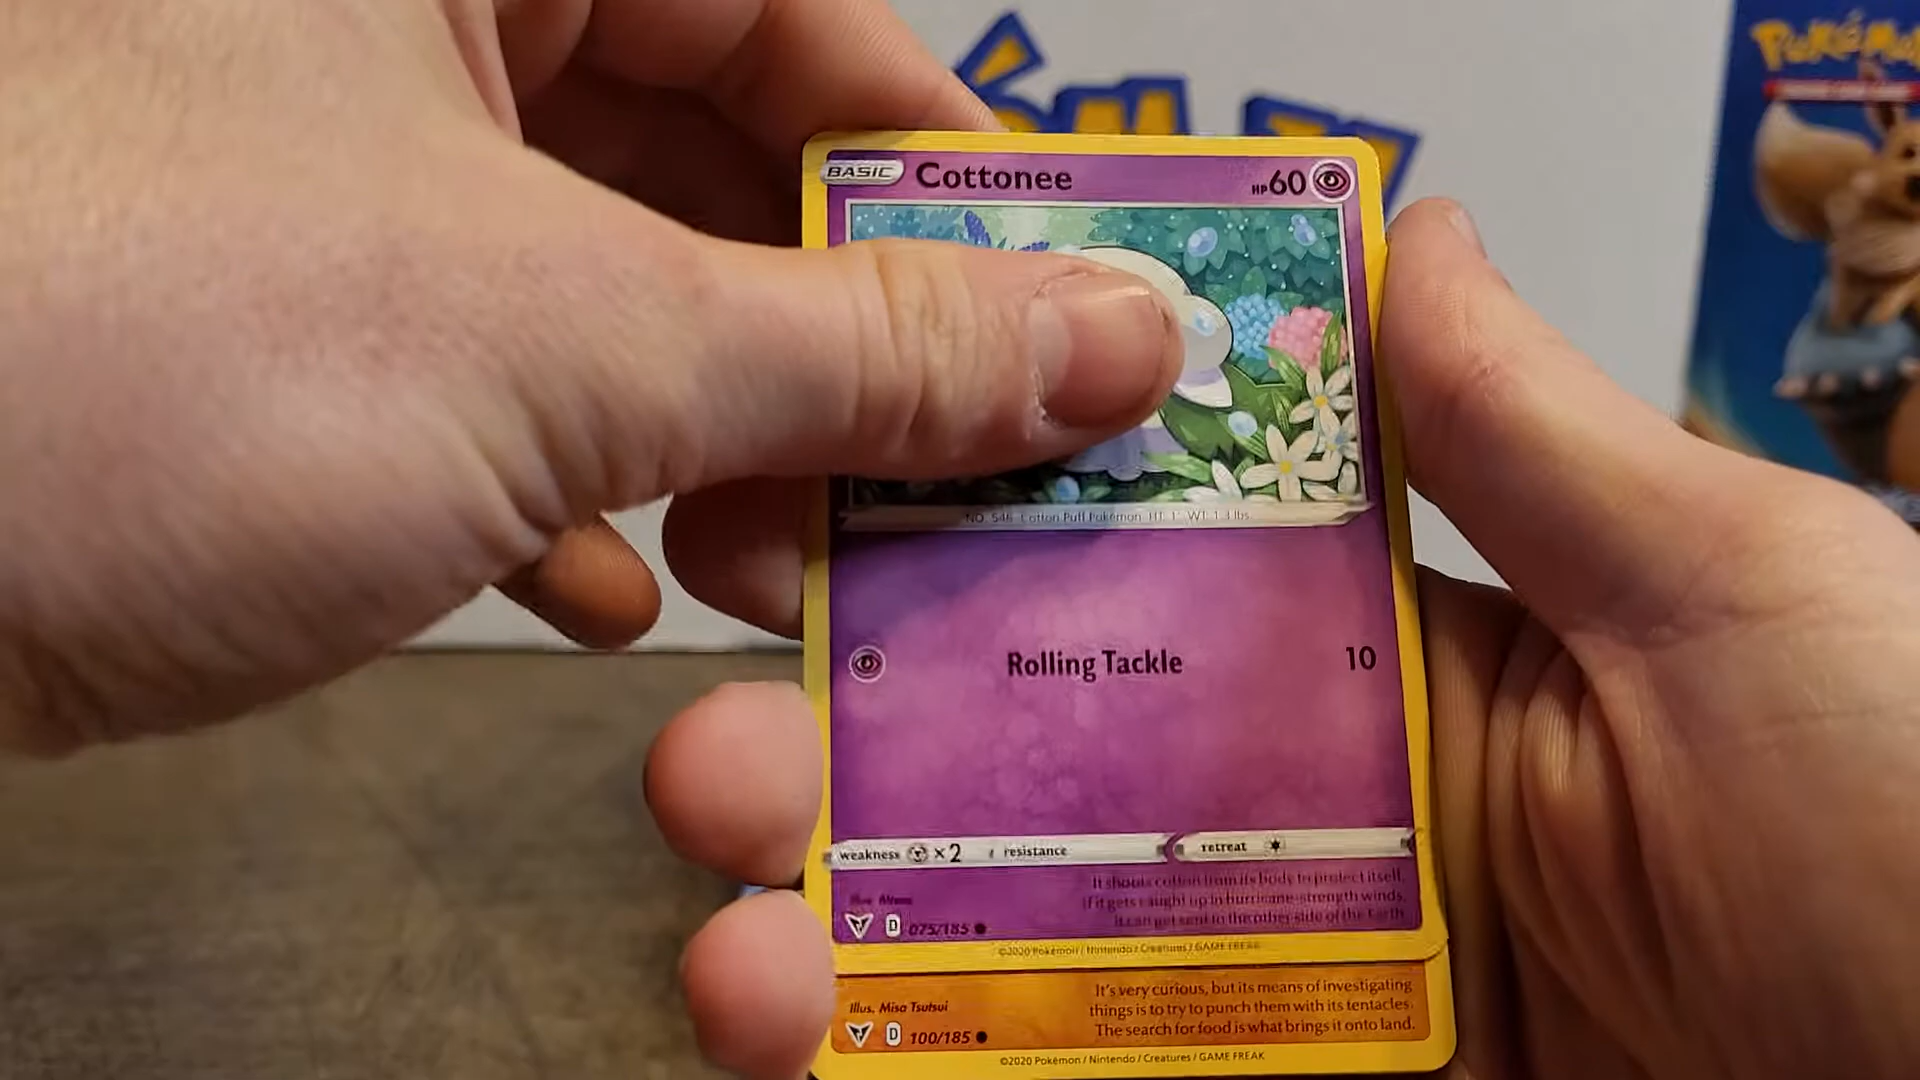 Pokémon
BASIC Cottonee HP60
NO. 546 Cotton Puff Pokémon HT: 1' WT: 1.3 lbs.
Rolling Tackle 10
weakness ×2 resistance retreat
It shoots cotton from its body to protect itself.
If it gets caught up in hurricane-strength winds,
it can get sent to the other side of the Earth.
D 075/185
©2020 Pokémon / Nintendo / Creatures / GAME FREAK
It's very curious, but its means of investigating
things is to try to punch them with its tentacles.
The search for food is what brings it onto land.
Illus. Misa Tsutsui
D 100/185
©2020 Pokémon / Nintendo / Creatures / GAME FREAK